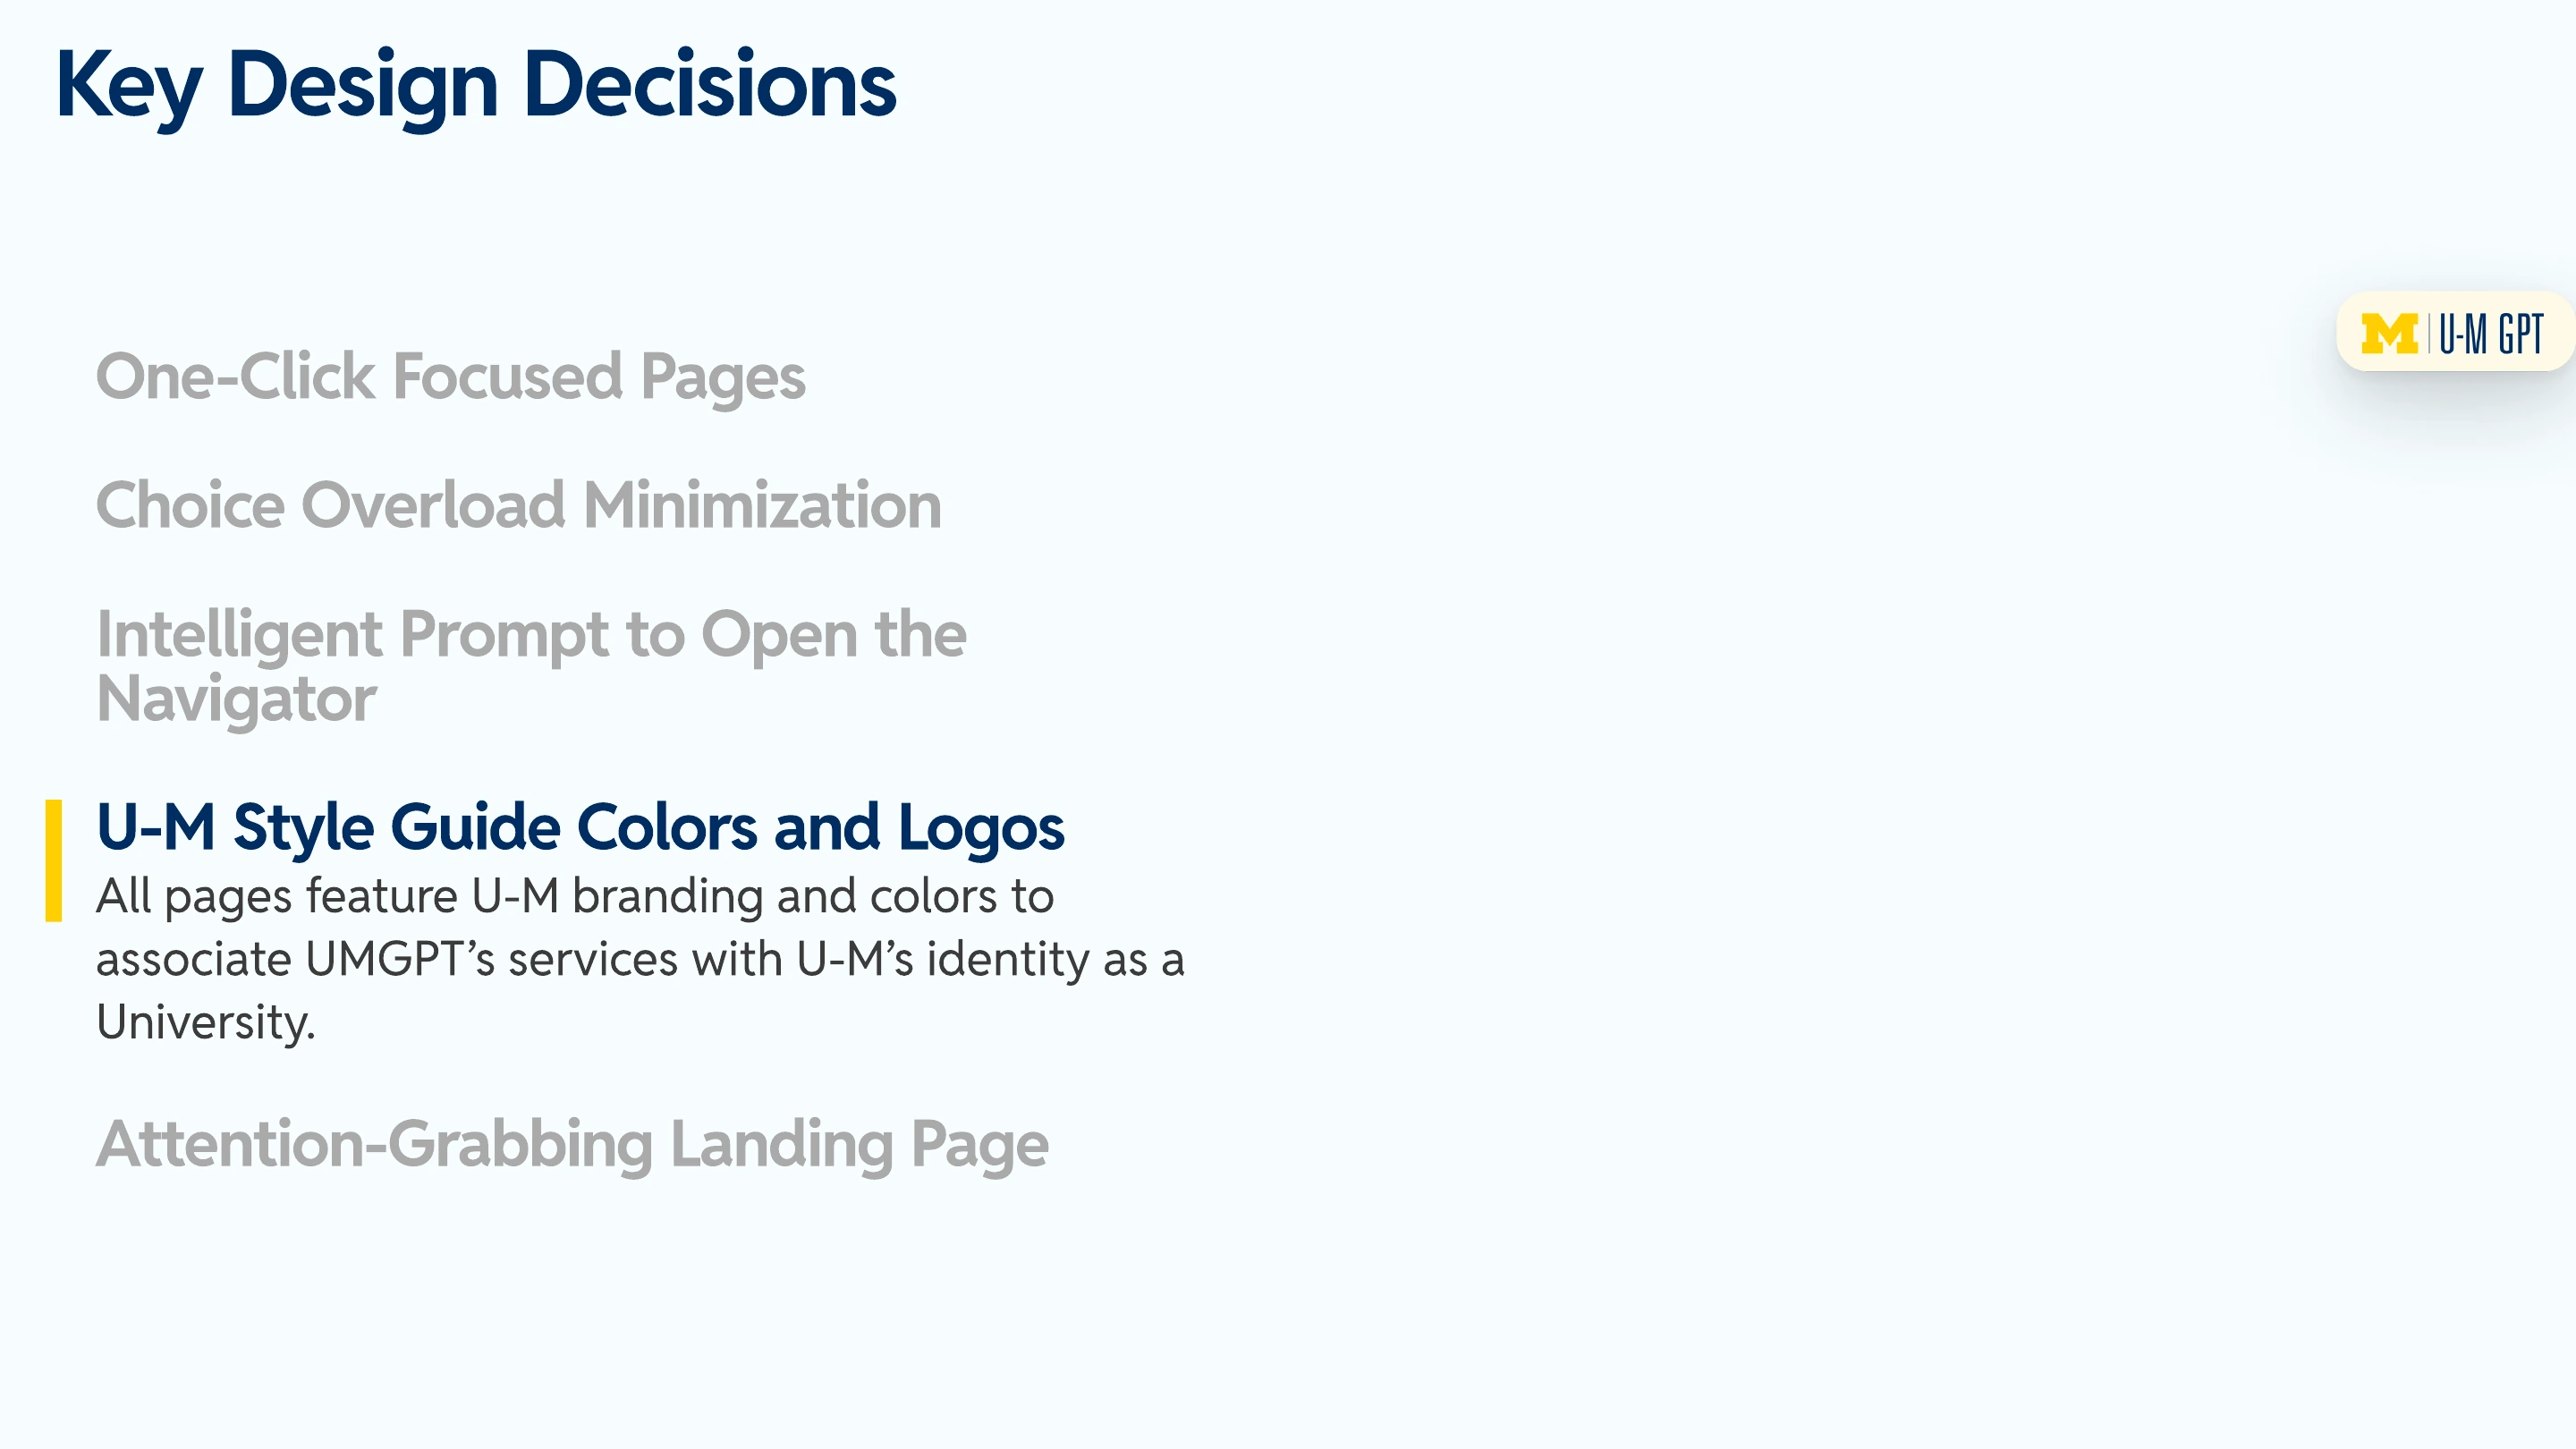 Key Design Decisions
One-Click Focused Pages
Choice Overload Minimization
Intelligent Prompt to Open the
Navigator
U-M Style Guide Colors and Logos
All pages feature U-M branding and colors to
associate UMGPT’s services with U-M’s identity as a
University.
Attention-Grabbing Landing Page
M | U-M GPT